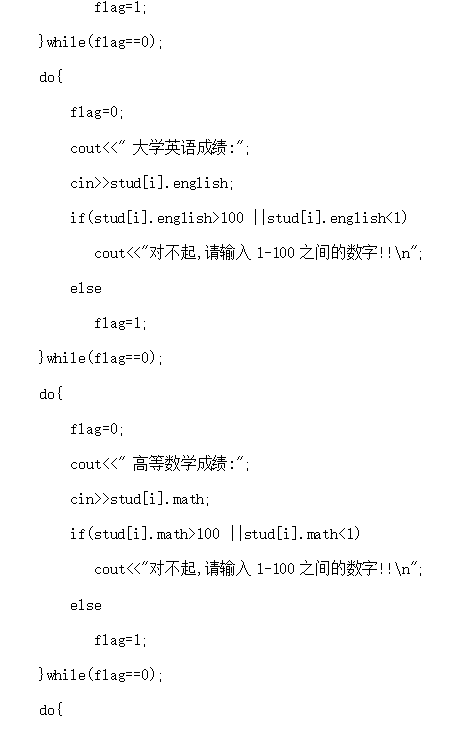 flag=1;
}while(flag==0);
do{
flag=0;
cout<<" 大学英语成绩:";
cin>>stud[i].english;
if(stud[i].english>100 ||stud[i].english<1)
cout<<"对不起,请输入 1-100 之间的数字!!\n";
else
flag=1;
}while(flag==0);
do{
flag=0;
cout<<" 高等数学成绩:";
cin>>stud[i].math;
if(stud[i].math>100 ||stud[i].math<1)
cout<<"对不起,请输入 1-100 之间的数字!!\n";
else
flag=1;
}while(flag==0);
do{